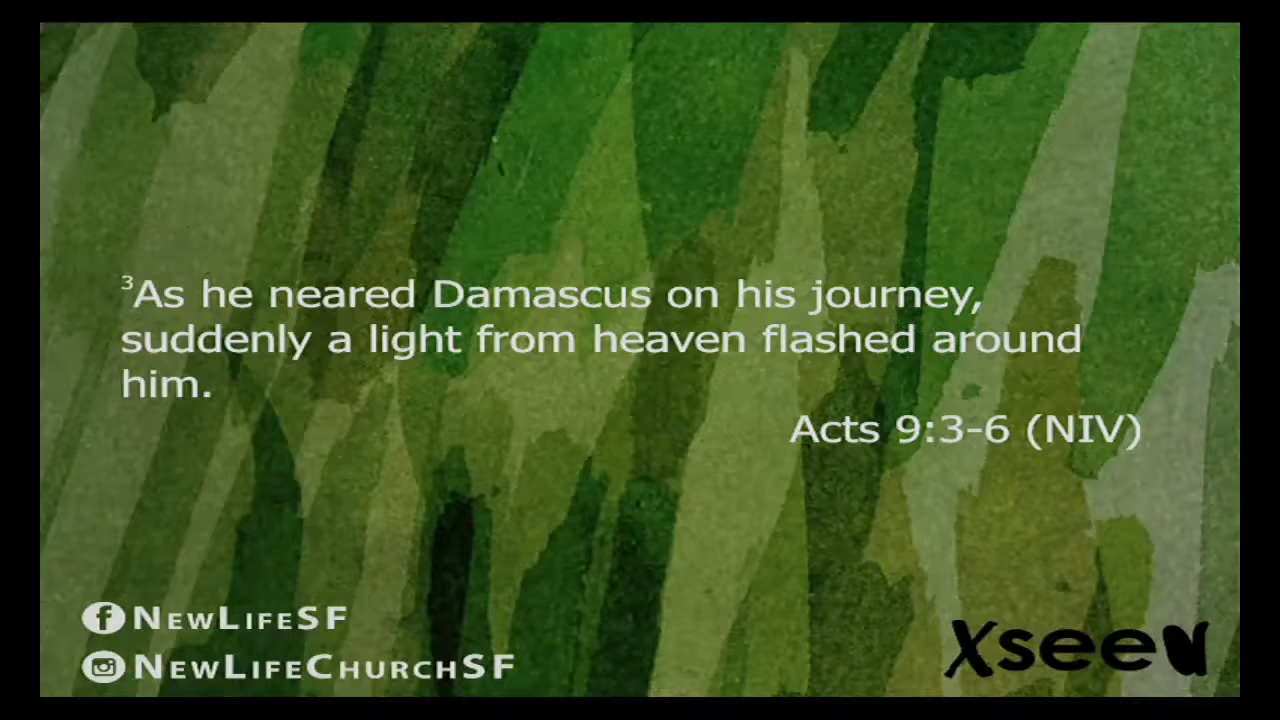 ³As he neared Damascus on his journey,
suddenly a light from heaven flashed around
him.
Acts 9:3-6 (NIV)
NEWLIFESF
NEWLIFECHURCHSF
Xseen